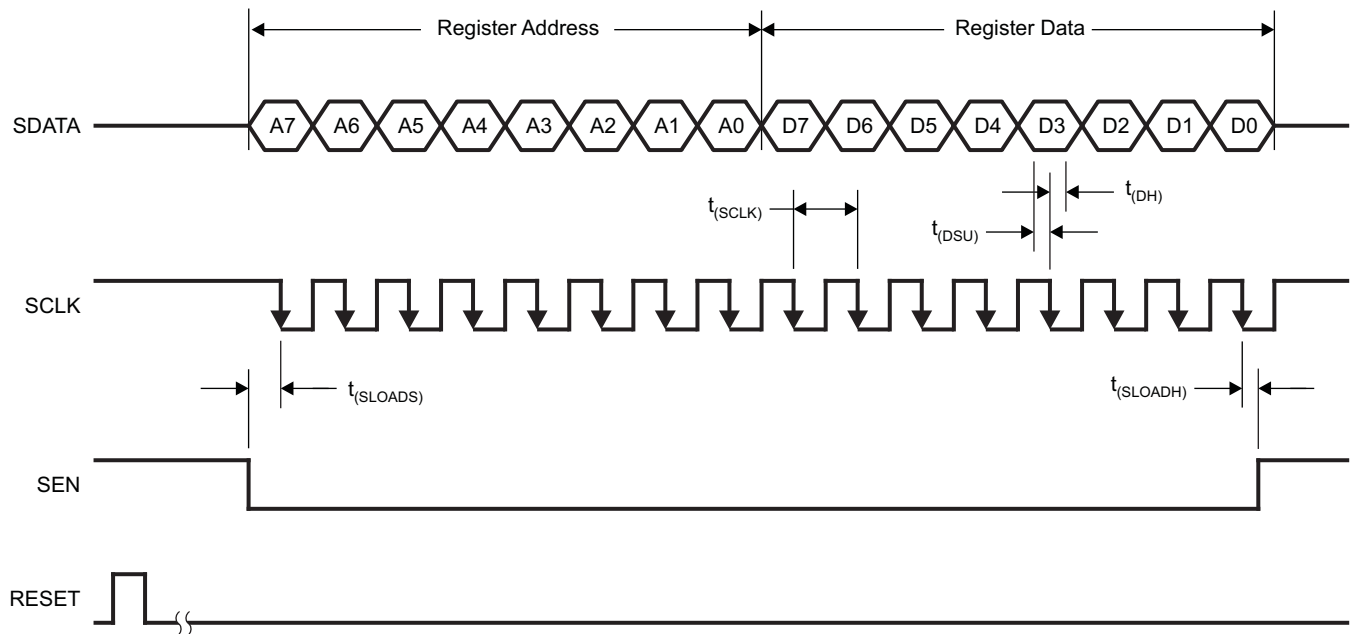 Register Address Register Data
SDATA A7 A6 A5 A4 A3 A2 A1 A0 D7 D6 D5 D4 D3 D2 D1 D0
t(SCLK) t(DH)
t(DSU)
SCLK
t(SLOADS) t(SLOADH)
SEN
RESET